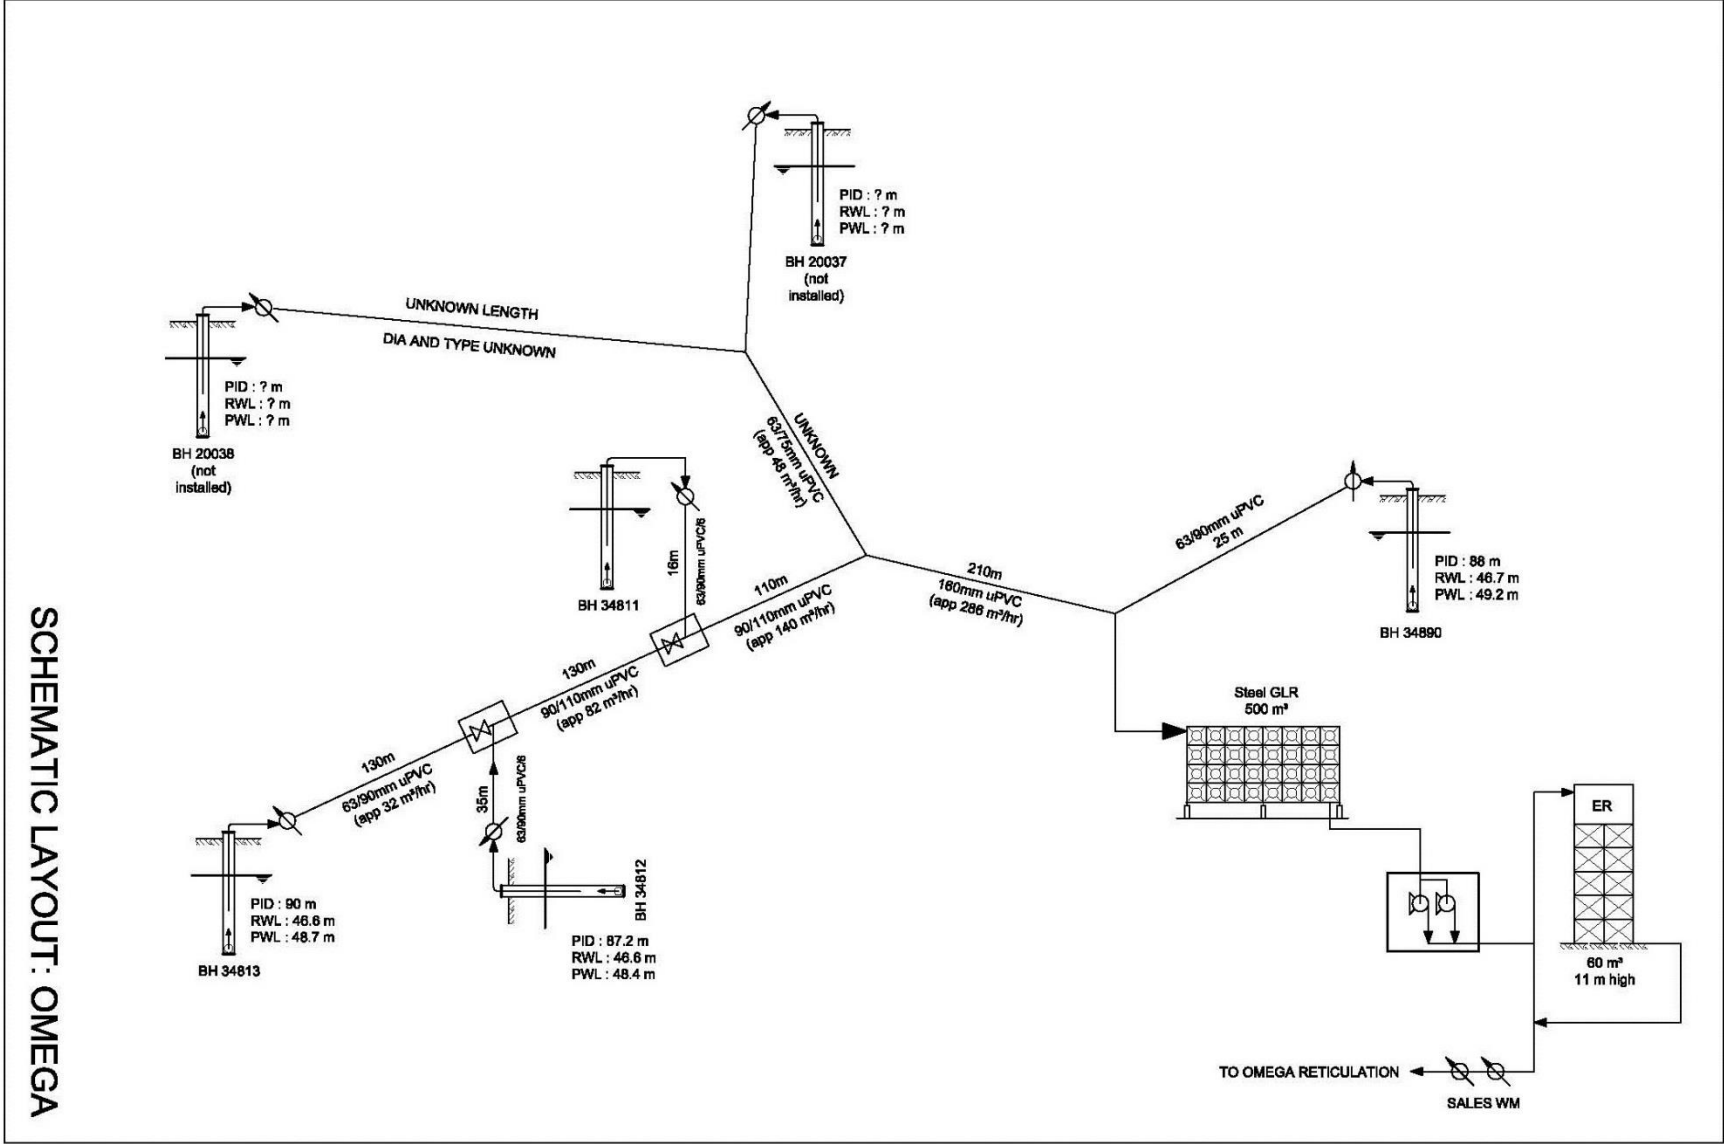 PID : ? m
RWL : ? m
PWL : ? m
BH 20037
(not
installed)
UNKNOWN LENGTH
DIA AND TYPE UNKNOWN
PID : ? m
RWL : ? m
PWL : ? m
BH 20038
(not
installed)
UNKNOWN
63/75mm uPVC
(app 48 m³/hr)
BH 34811
16m
63/90mm uPVC/6
110m
90/110mm uPVC
(app 140 m³/hr)
210m
160mm uPVC
(app 286 m³/hr)
63/90mm uPVC
25 m
PID : 88 m
RWL : 46.7 m
PWL : 49.2 m
BH 34890
130m
90/110mm uPVC
(app 82 m³/hr)
130m
63/90mm uPVC
(app 32 m³/hr)
35m
63/90mm uPVC/6
BH 34812
PID : 87.2 m
RWL : 46.6 m
PWL : 48.4 m
PID : 90 m
RWL : 46.6 m
PWL : 48.7 m
BH 34813
Steel GLR
500 m³
ER
60 m³
11 m high
TO OMEGA RETICULATION
SALES WM
SCHEMATIC LAYOUT: OMEGA